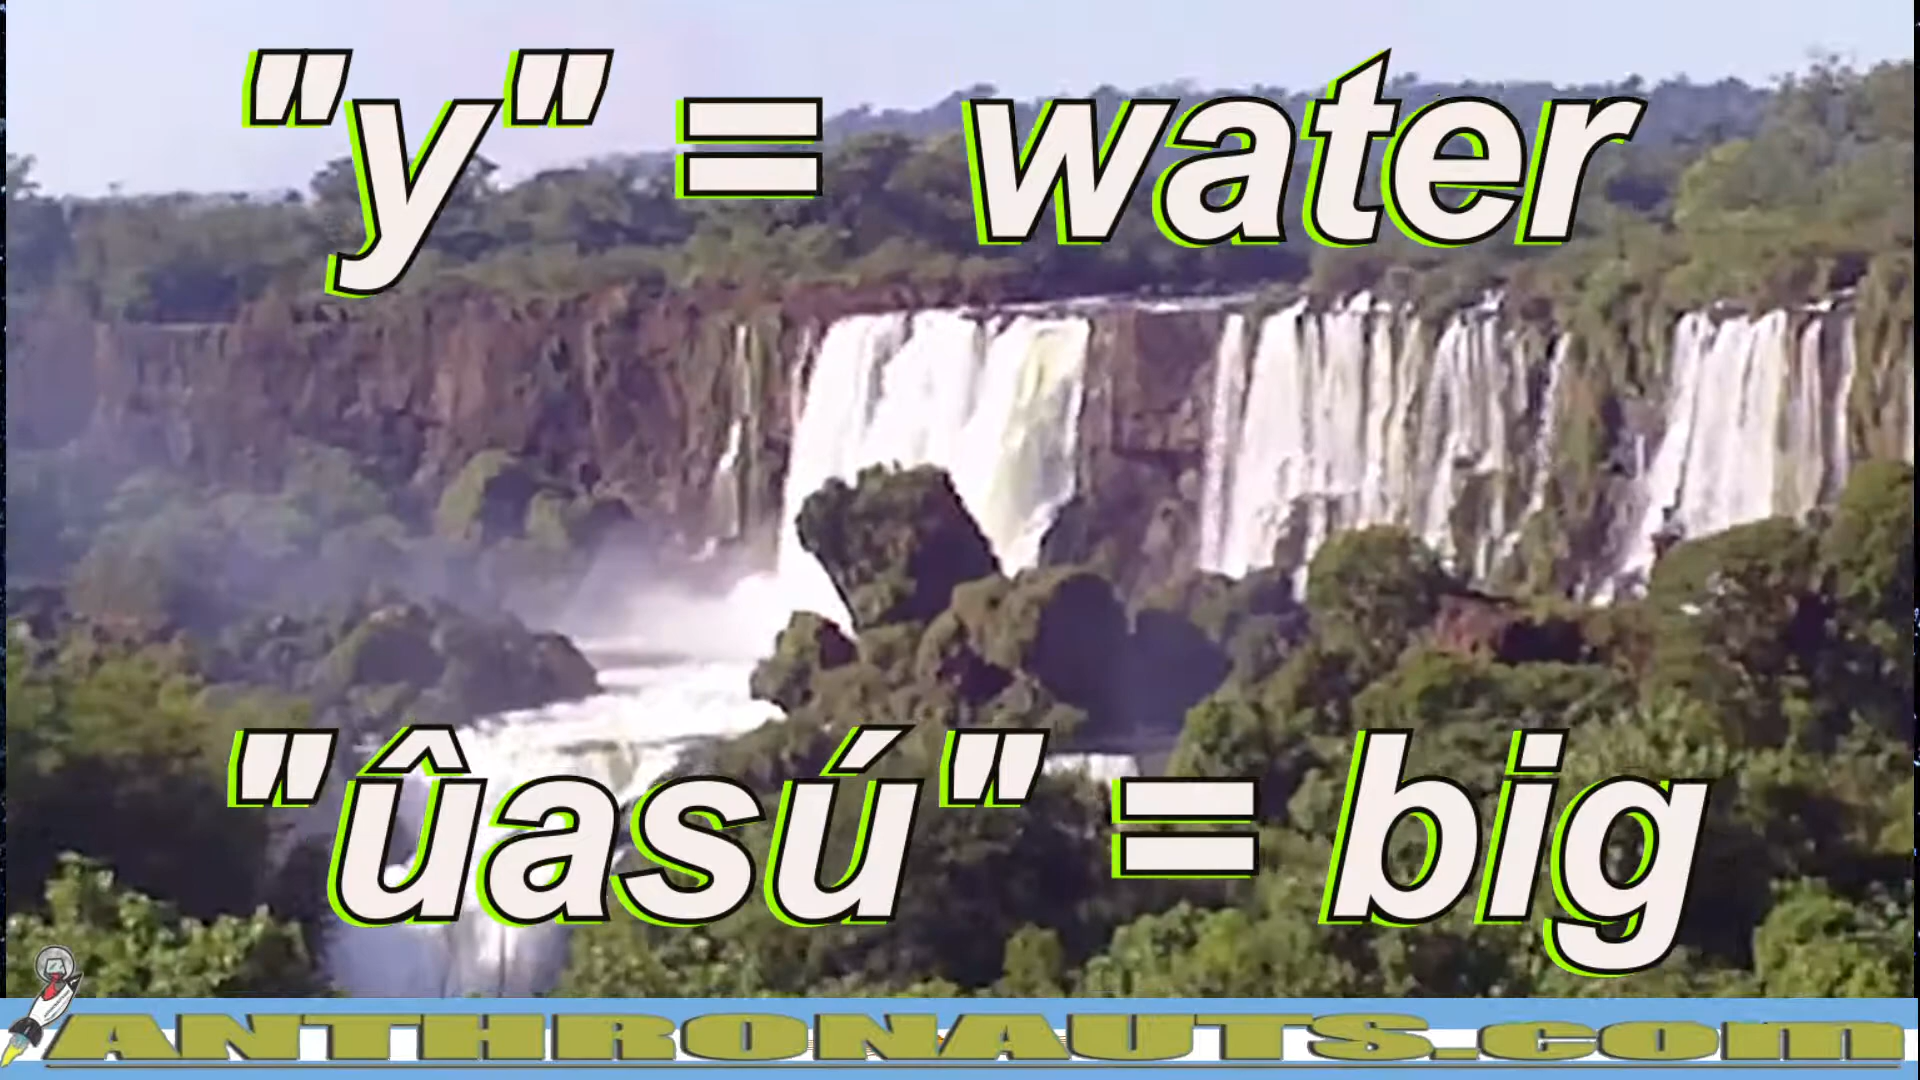 "y" = water
"ûasú" = big
ANTHRONAUTS.com